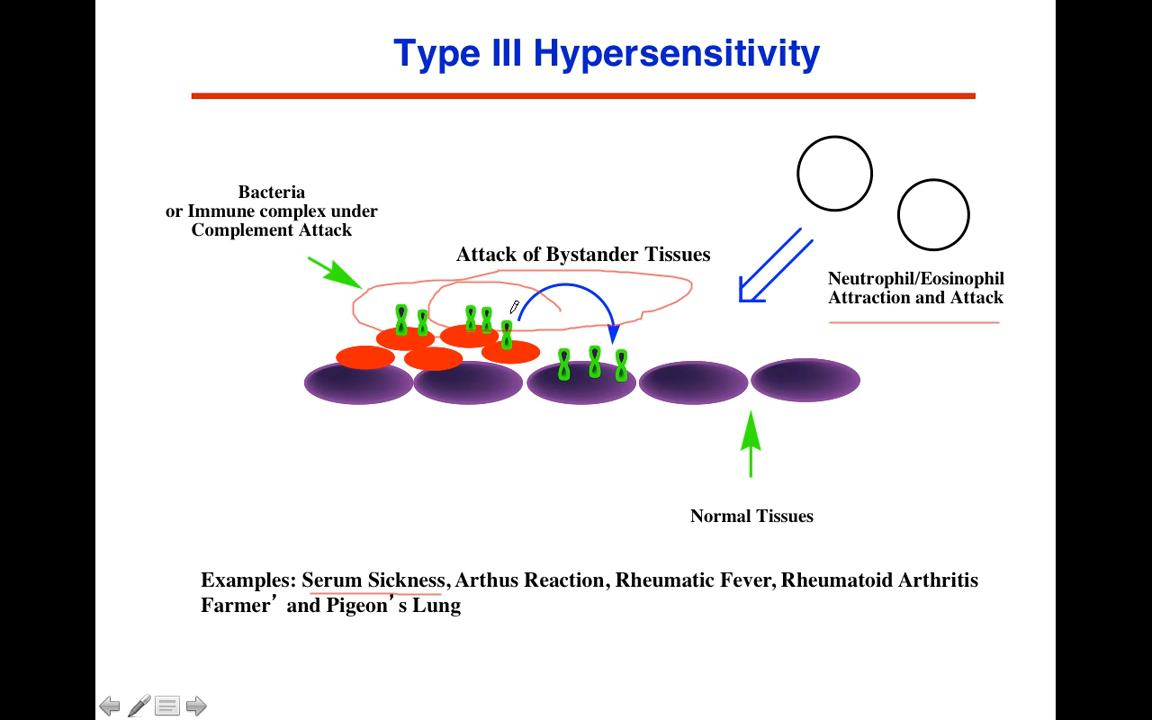 Type III Hypersensitivity
Bacteria
or Immune complex under
Complement Attack
Attack of Bystander Tissues
Neutrophil/Eosinophil
Attraction and Attack
Normal Tissues
Examples: Serum Sickness, Arthus Reaction, Rheumatic Fever, Rheumatoid Arthritis
Farmer’ and Pigeon’s Lung